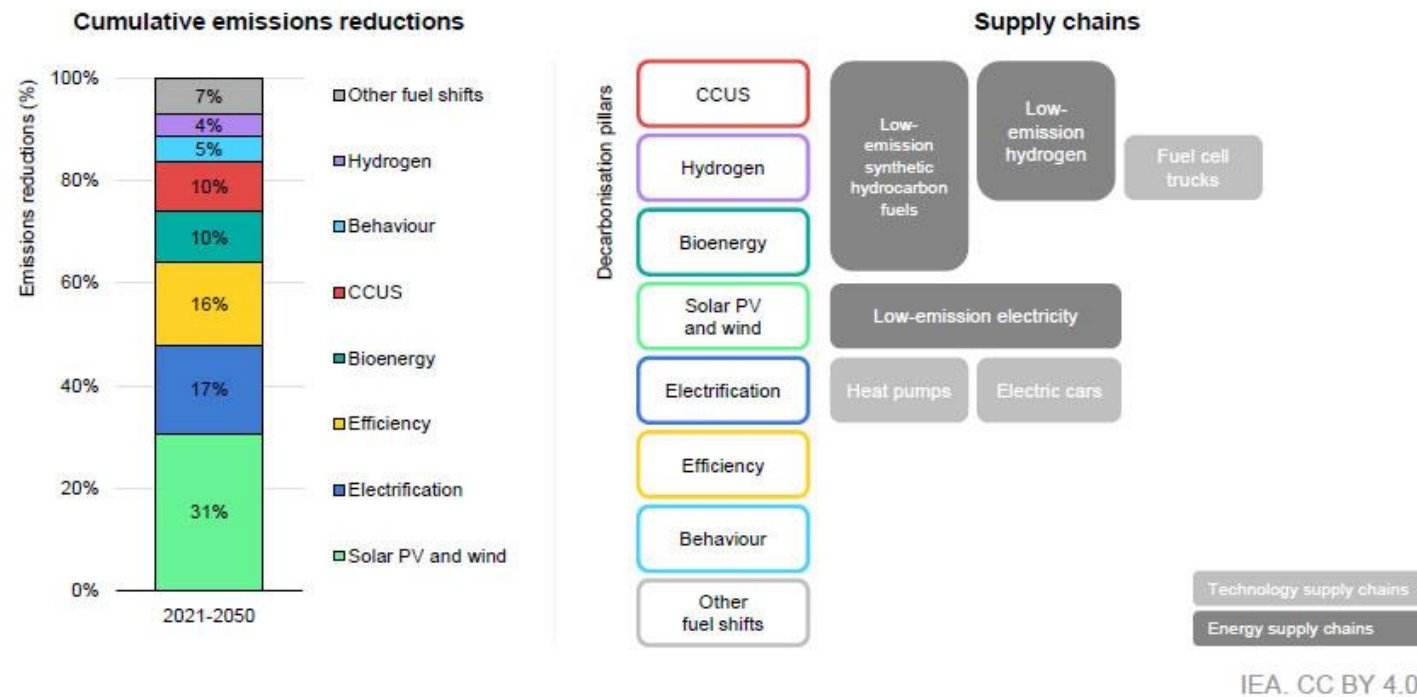 Cumulative emissions reductions
Emissions reductions (%)
100%
80%
60%
40%
20%
0%
7%
4%
5%
10%
10%
16%
17%
31%
2021-2050
Other fuel shifts
Hydrogen
Behaviour
CCUS
Bioenergy
Efficiency
Electrification
Solar PV and wind
Supply chains
Decarbonisation pillars
CCUS
Hydrogen
Bioenergy
Solar PV
and wind
Electrification
Efficiency
Behaviour
Other
fuel shifts
Low-
emission
synthetic
hydrocarbon
fuels
Low-
emission
hydrogen
Fuel cell
trucks
Low-emission electricity
Heat pumps
Electric cars
Technology supply chains
Energy supply chains
IEA. CC BY 4.0